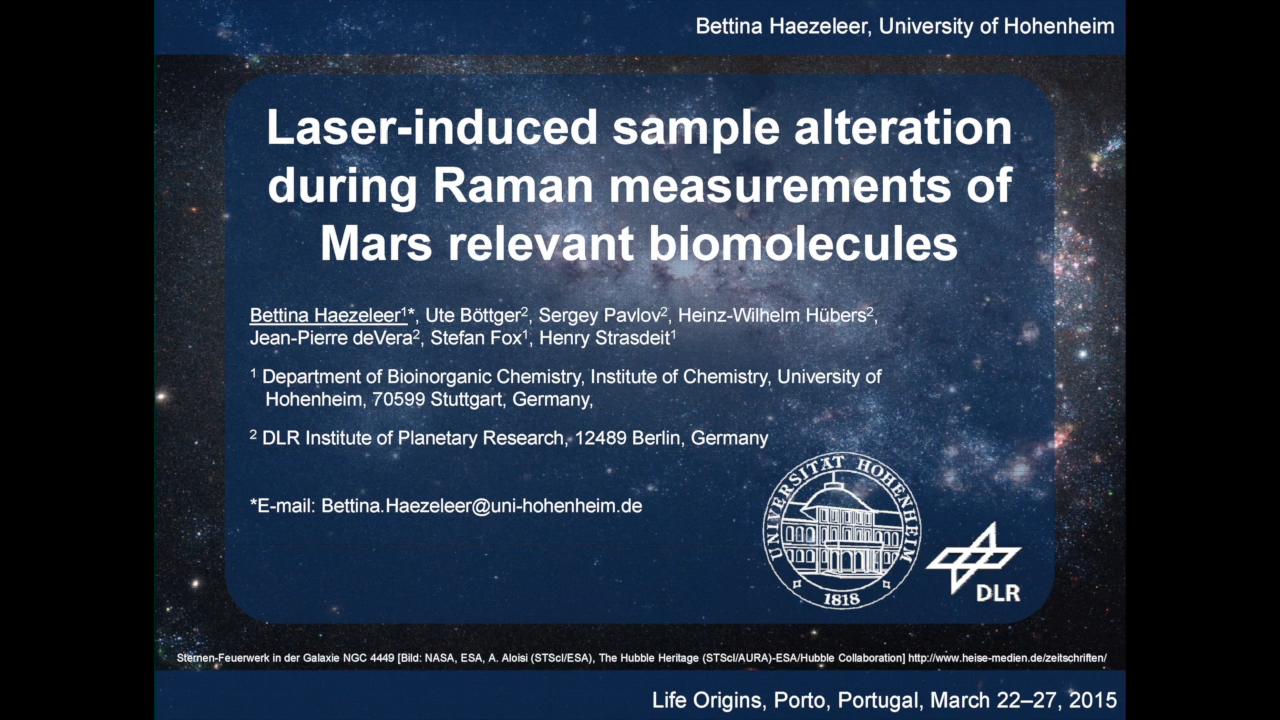 Bettina Haezeleer, University of Hohenheim
Laser-induced sample alteration
during Raman measurements of
Mars relevant biomolecules
Bettina Haezeleer¹*, Ute Böttger², Sergey Pavlov², Heinz-Wilhelm Hübers²,
Jean-Pierre deVera², Stefan Fox¹, Henry Strasdeit¹
¹ Department of Bioinorganic Chemistry, Institute of Chemistry, University of
Hohenheim, 70599 Stuttgart, Germany,
² DLR Institute of Planetary Research, 12489 Berlin, Germany
*E-mail: Bettina.Haezeleer@uni-hohenheim.de
UNIVERSITÄT HOHENHEIM
1818
DLR
Sternen-Feuerwerk in der Galaxie NGC 4449 [Bild: NASA, ESA, A. Aloisi (STScI/ESA), The Hubble Heritage (STScI/AURA)-ESA/Hubble Collaboration] http://www.heise-medien.de/zeitschriften/
Life Origins, Porto, Portugal, March 22–27, 2015